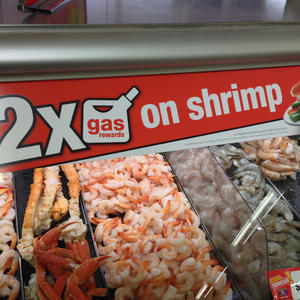 2x gas rewards on shrimp